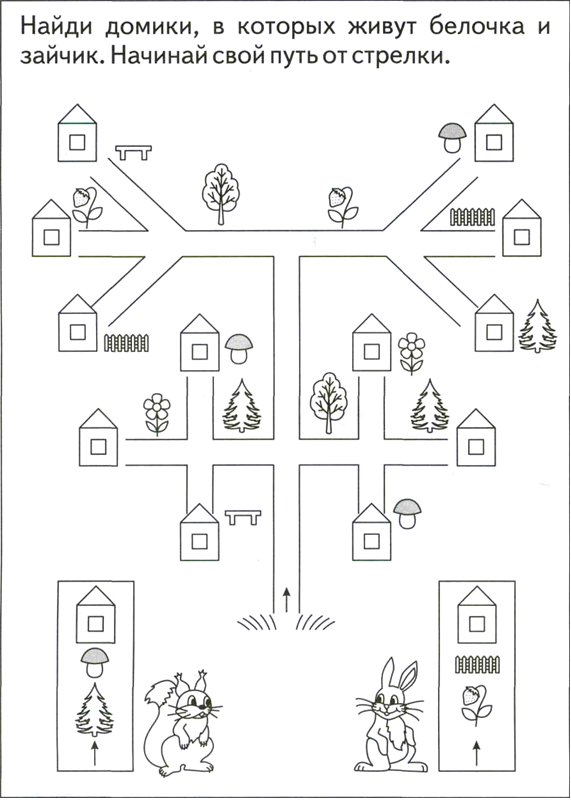 Найди домики, в которых живут белочка и
зайчик. Начинай свой путь от стрелки.